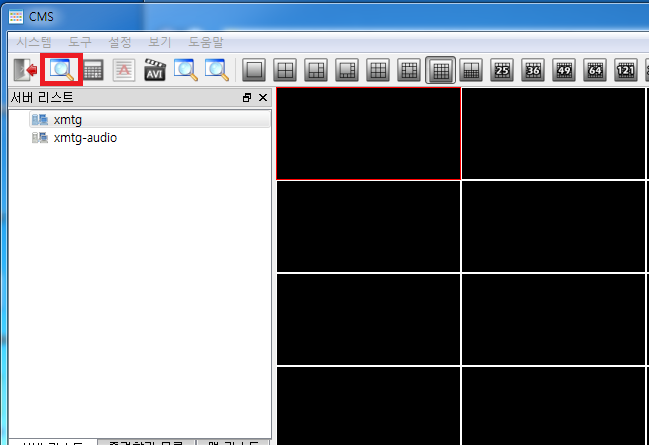 CMS
시스템 도구 설정 보기 도움말
AVI 25 36 49 64 121
서버 리스트
xmtg
xmtg-audio